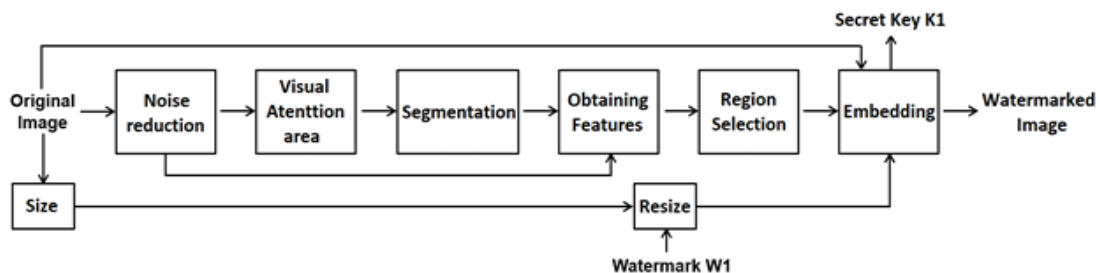 Secret Key K1
Original
Image
Noise
reduction
Visual
Atenttion
area
Segmentation
Obtaining
Features
Region
Selection
Embedding
Watermarked
Image
Size
Resize
Watermark W1